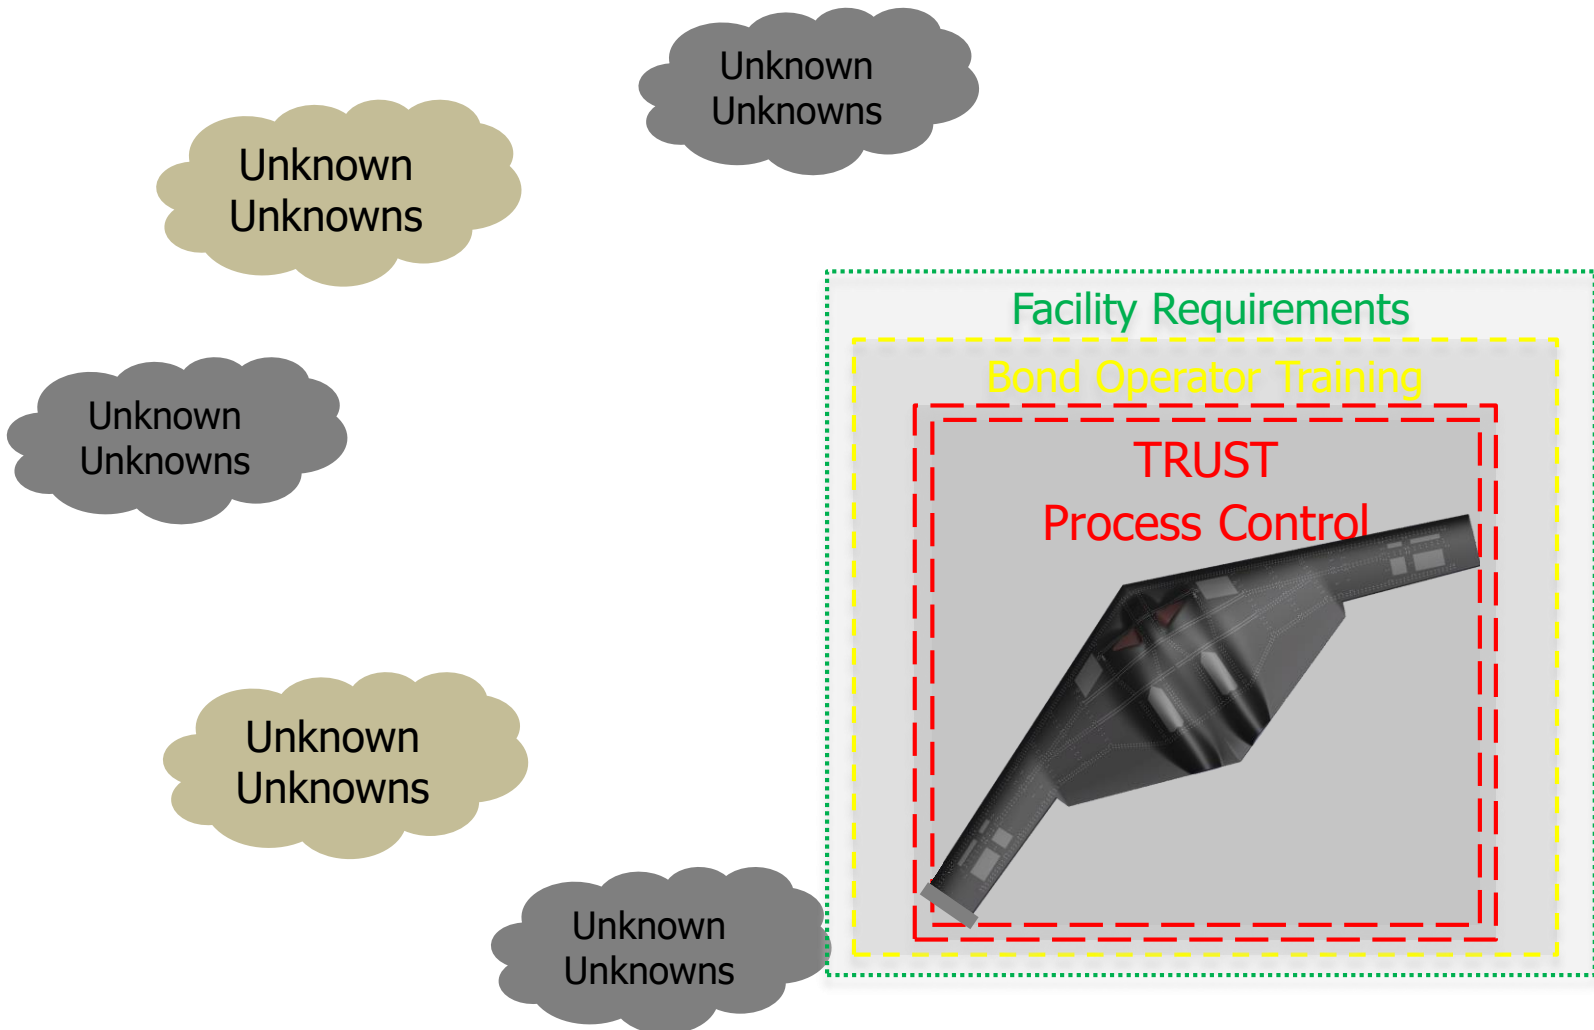 Unknown
Unknowns
Unknown
Unknowns
Facility Requirements
Bond Operator Training
Unknown
Unknowns
TRUST
Process Control
Unknown
Unknowns
Unknown
Unknowns